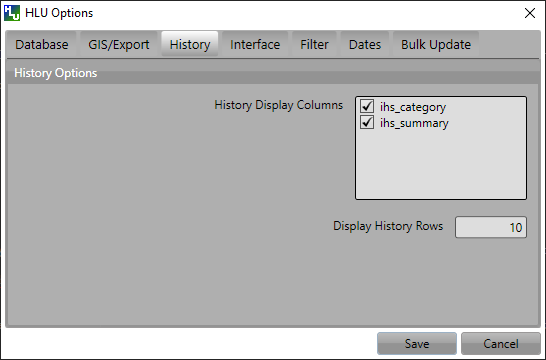 HLU Options
Database GIS/Export History Interface Filter Dates Bulk Update
History Options
History Display Columns
ihs_category
ihs_summary
Display History Rows 10
Save Cancel